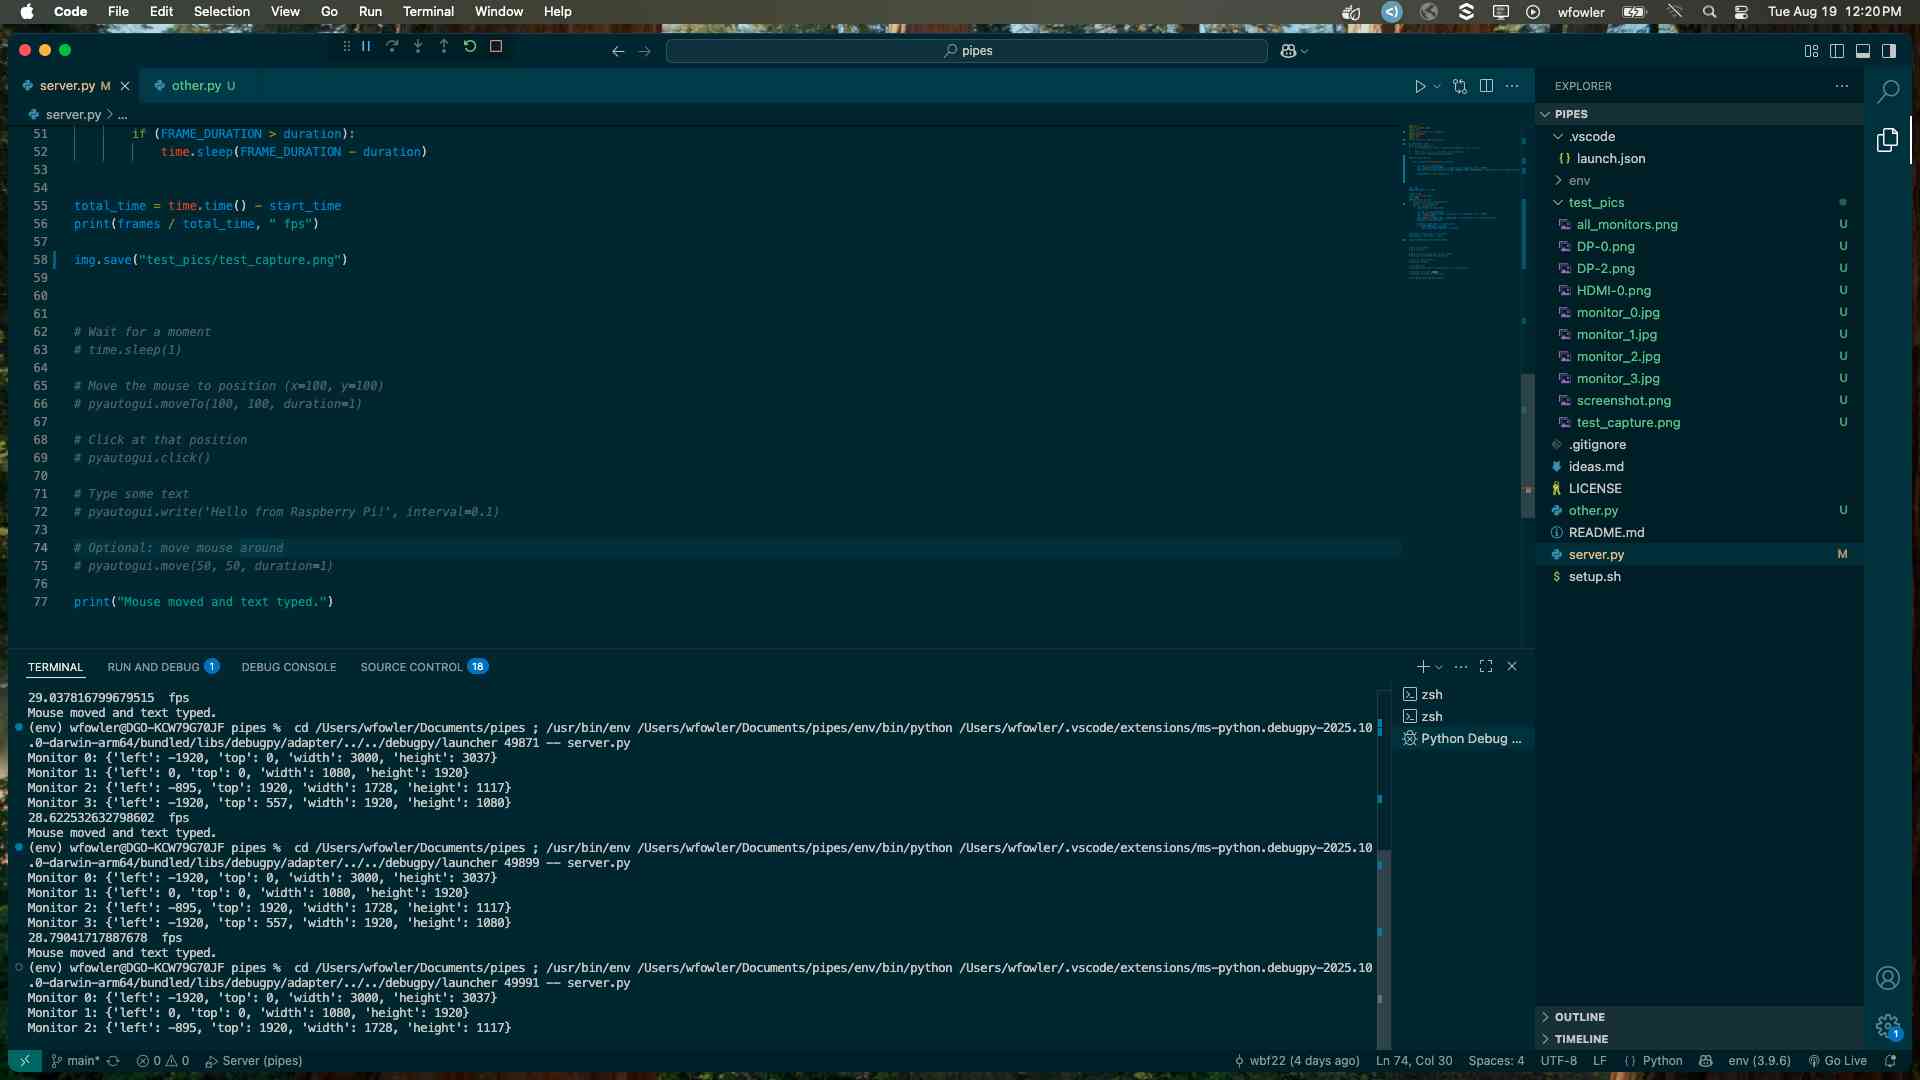 Code File Edit Selection View Go Run Terminal Window Help wfowler Tue Aug 19 12:20 PM
pipes
server.py M other.py U
server.py > ...
51 if (FRAME_DURATION > duration):
52 time.sleep(FRAME_DURATION - duration)
53
54
55 total_time = time.time() - start_time
56 print(frames / total_time, " fps")
57
58 img.save("test_pics/test_capture.png")
59
60
61
62 # Wait for a moment
63 # time.sleep(1)
64
65 # Move the mouse to position (x=100, y=100)
66 # pyautogui.moveTo(100, 100, duration=1)
67
68 # Click at that position
69 # pyautogui.click()
70
71 # Type some text
72 # pyautogui.write('Hello from Raspberry Pi!', interval=0.1)
73
74 # Optional: move mouse around
75 # pyautogui.move(50, 50, duration=1)
76
77 print("Mouse moved and text typed.")
EXPLORER
PIPES
.vscode
launch.json
env
test_pics
all_monitors.png U
DP-0.png U
DP-2.png U
HDMI-0.png U
monitor_0.jpg U
monitor_1.jpg U
monitor_2.jpg U
monitor_3.jpg U
screenshot.png U
test_capture.png U
.gitignore
ideas.md
LICENSE
other.py U
README.md
server.py M
setup.sh
OUTLINE
TIMELINE
TERMINAL RUN AND DEBUG 1 DEBUG CONSOLE SOURCE CONTROL 18
29.037816799679515 fps
Mouse moved and text typed.
(env) wfowler@DGO-KCW79G70JF pipes % cd /Users/wfowler/Documents/pipes ; /usr/bin/env /Users/wfowler/Documents/pipes/env/bin/python /Users/wfowler/.vscode/extensions/ms-python.debugpy-2025.10
.0-darwin-arm64/bundled/libs/debugpy/adapter/../../debugpy/launcher 49871 -- server.py
Monitor 0: {'left': -1920, 'top': 0, 'width': 3000, 'height': 3037}
Monitor 1: {'left': 0, 'top': 0, 'width': 1080, 'height': 1920}
Monitor 2: {'left': -895, 'top': 1920, 'width': 1728, 'height': 1117}
Monitor 3: {'left': -1920, 'top': 557, 'width': 1920, 'height': 1080}
28.622532632798602 fps
Mouse moved and text typed.
(env) wfowler@DGO-KCW79G70JF pipes % cd /Users/wfowler/Documents/pipes ; /usr/bin/env /Users/wfowler/Documents/pipes/env/bin/python /Users/wfowler/.vscode/extensions/ms-python.debugpy-2025.10
.0-darwin-arm64/bundled/libs/debugpy/adapter/../../debugpy/launcher 49899 -- server.py
Monitor 0: {'left': -1920, 'top': 0, 'width': 3000, 'height': 3037}
Monitor 1: {'left': 0, 'top': 0, 'width': 1080, 'height': 1920}
Monitor 2: {'left': -895, 'top': 1920, 'width': 1728, 'height': 1117}
Monitor 3: {'left': -1920, 'top': 557, 'width': 1920, 'height': 1080}
28.79041717887678 fps
Mouse moved and text typed.
(env) wfowler@DGO-KCW79G70JF pipes % cd /Users/wfowler/Documents/pipes ; /usr/bin/env /Users/wfowler/Documents/pipes/env/bin/python /Users/wfowler/.vscode/extensions/ms-python.debugpy-2025.10
.0-darwin-arm64/bundled/libs/debugpy/adapter/../../debugpy/launcher 49991 -- server.py
Monitor 0: {'left': -1920, 'top': 0, 'width': 3000, 'height': 3037}
Monitor 1: {'left': 0, 'top': 0, 'width': 1080, 'height': 1920}
Monitor 2: {'left': -895, 'top': 1920, 'width': 1728, 'height': 1117}
zsh
zsh
Python Debug ...
1
main* 0 0 Server (pipes) wbf22 (4 days ago) Ln 74, Col 30 Spaces: 4 UTF-8 LF {} Python env (3.9.6) Go Live